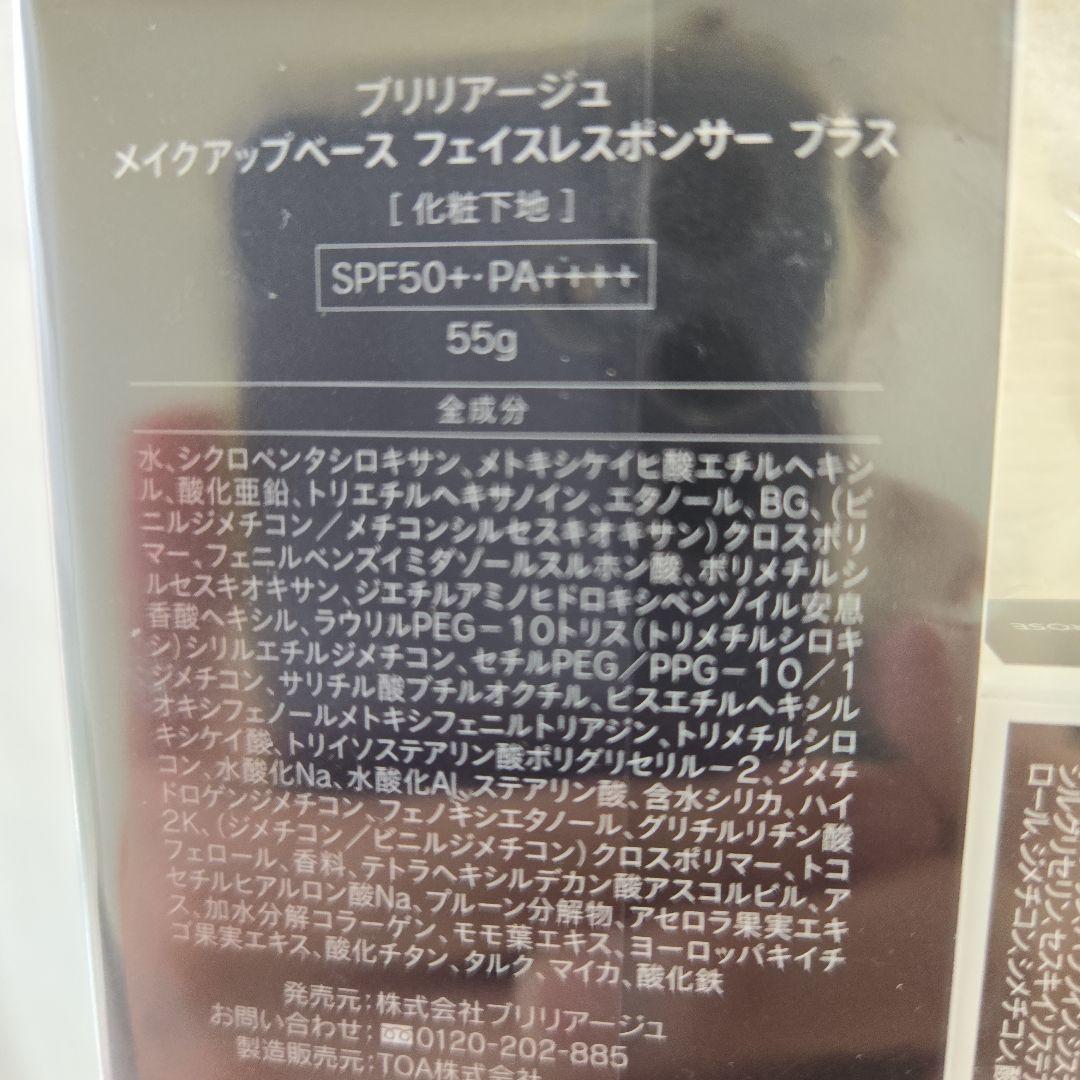 ブリリアージュ
メイクアップベース フェイスレスポンサー プラス
[ 化粧下地 ]
SPF50+・PA++++
55g
全成分
水、シクロペンタシロキサン、メトキシケイヒ酸エチルヘキシ
ル、酸化亜鉛、トリエチルヘキサノイン、エタノール、BG、(ビ
ニルジメチコン/メチコンシルセスキオキサン)クロスポリ
マー、フェニルベンズイミダゾールスルホン酸、ポリメチルシ
ルセスキオキサン、ジエチルアミノヒドロキシベンゾイル安息
香酸ヘキシル、ラウリルPEG-10トリス(トリメチルシロキ
シ)シリルエチルジメチコン、セチルPEG/PPG-10/1
ジメチコン、サリチル酸ブチルオクチル、ビスエチルヘキシル
オキシフェノールメトキシフェニルトリアジン、トリメチルシロ
キシケイ酸、トリイソステアリン酸ポリグリセリル-2、ジメチ
コン、水酸化Na、水酸化Al、ステアリン酸、含水シリカ、ハイ
ドロゲンジメチコン、フェノキシエタノール、グリチルリチン酸
2K、(ジメチコン/ビニルジメチコン)クロスポリマー、トコ
フェロール、香料、テトラヘキシルデカン酸アスコルビル、ア
セチルヒアルロン酸Na、プルーン分解物、アセロラ果実エキ
ス、加水分解コラーゲン、モモ葉エキス、ヨーロッパキイチ
ゴ果実エキス、酸化チタン、タルク、マイカ、酸化鉄
発売元:株式会社ブリリアージュ
お問い合わせ:0120-202-885
製造販売元:TOA株式会社
ROSE
ロール、ジメチコン、ジメチコン